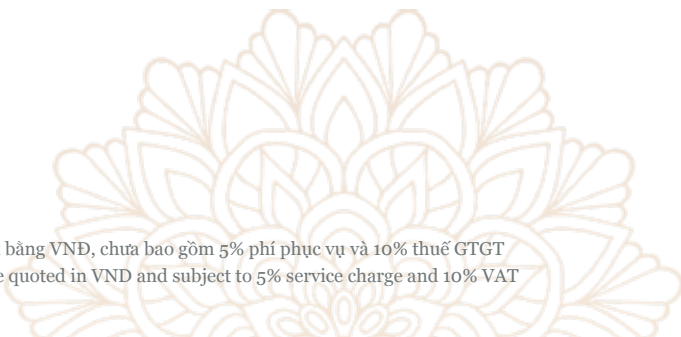 bằng VNĐ, chưa bao gồm 5% phí phục vụ và 10% thuế GTGT
quoted in VND and subject to 5% service charge and 10% VAT